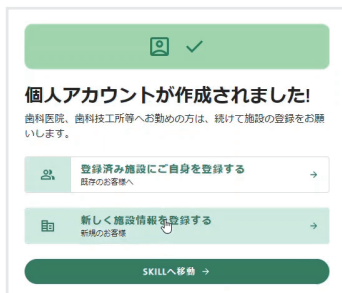 個人アカウントが作成されました!
歯科医院、歯科技工所等へお勤めの方は、続けて施設の登録をお願
いします。
登録済み施設にご自身を登録する
既存のお客様へ
新しく施設情報を登録する
新規のお客様
SKILLへ移動 →